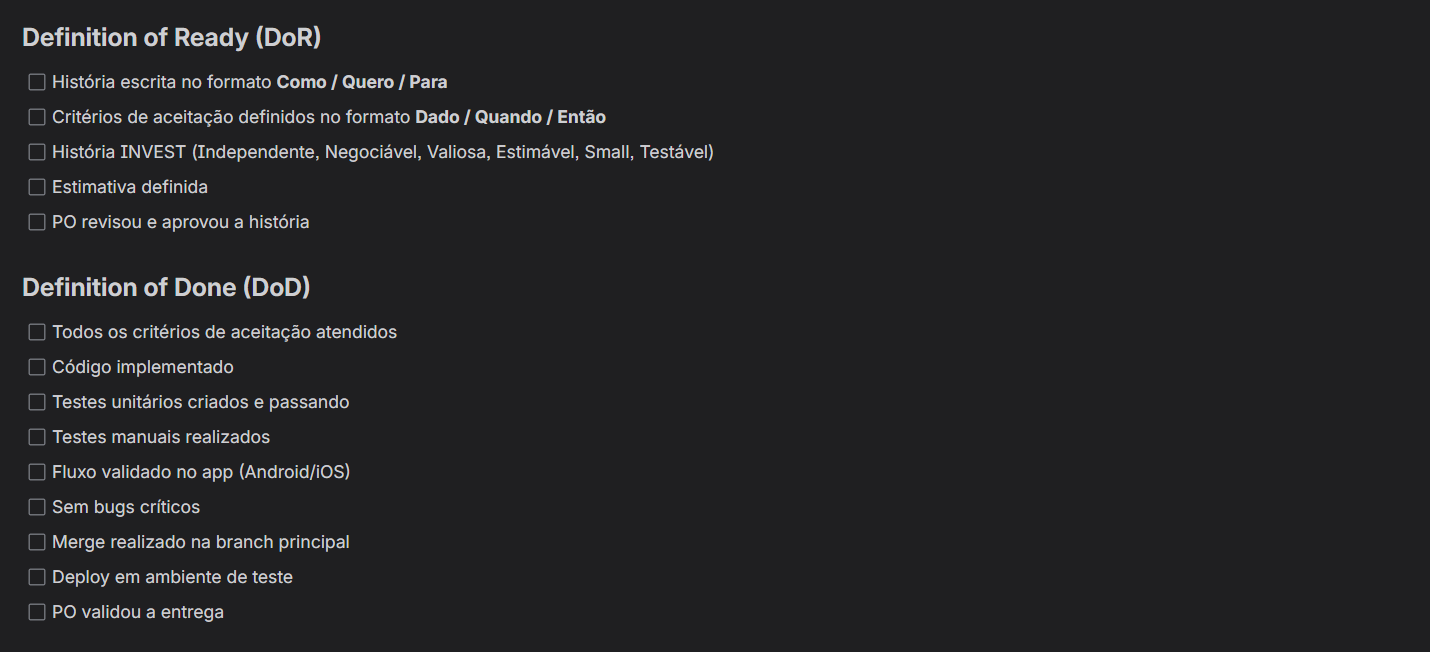 Definition of Ready (DoR)
História escrita no formato Como / Quero / Para
Critérios de aceitação definidos no formato Dado / Quando / Então
História INVEST (Independente, Negociável, Valiosa, Estimável, Small, Testável)
Estimativa definida
PO revisou e aprovou a história
Definition of Done (DoD)
Todos os critérios de aceitação atendidos
Código implementado
Testes unitários criados e passando
Testes manuais realizados
Fluxo validado no app (Android/iOS)
Sem bugs críticos
Merge realizado na branch principal
Deploy em ambiente de teste
PO validou a entrega